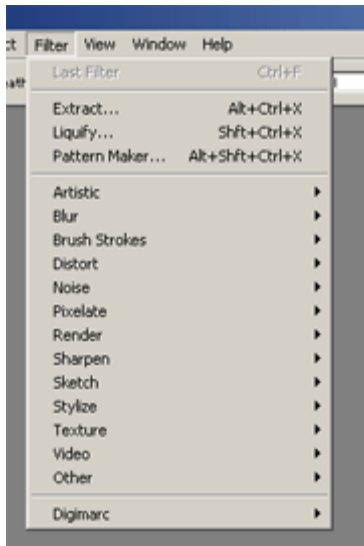 ct Filter View Window Help
Last Filter Ctrl+F
Extract... Alt+Ctrl+X
Liquify... Shft+Ctrl+X
Pattern Maker... Alt+Shft+Ctrl+X
Artistic
Blur
Brush Strokes
Distort
Noise
Pixelate
Render
Sharpen
Sketch
Stylize
Texture
Video
Other
Digimarc